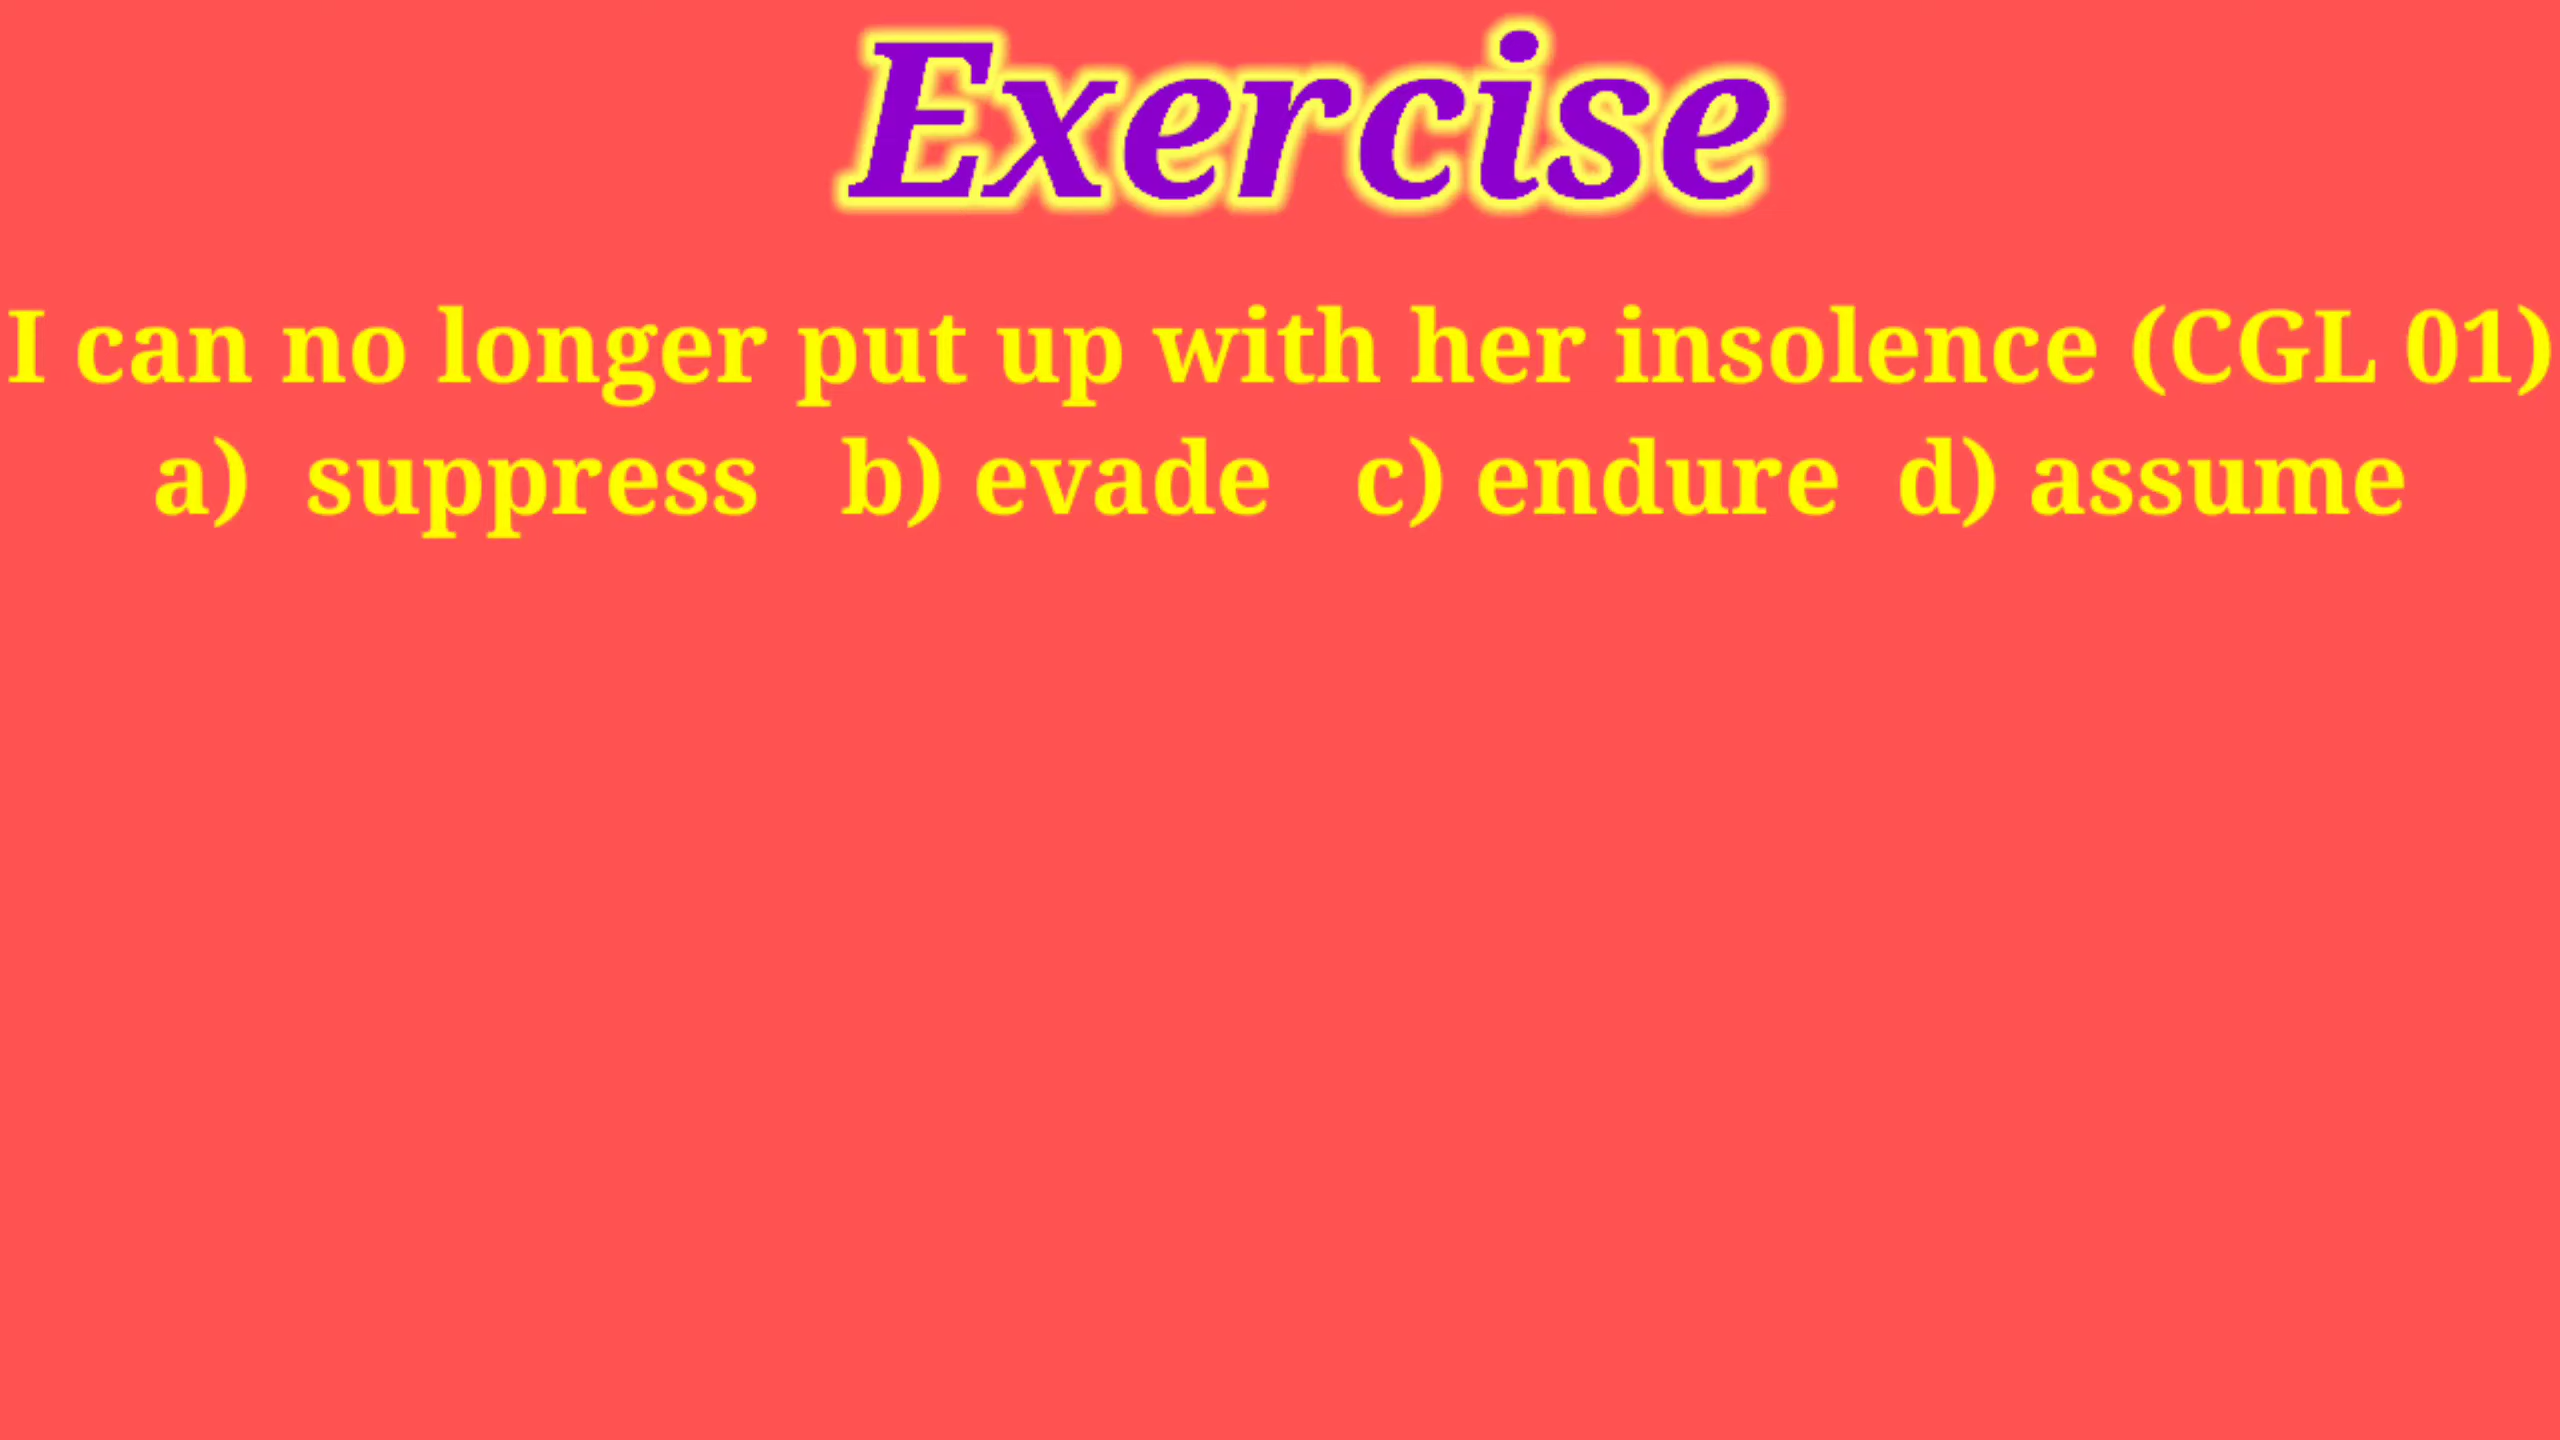 Exercise
I can no longer put up with her insolence (CGL 01)
a) suppress b) evade c) endure d) assume